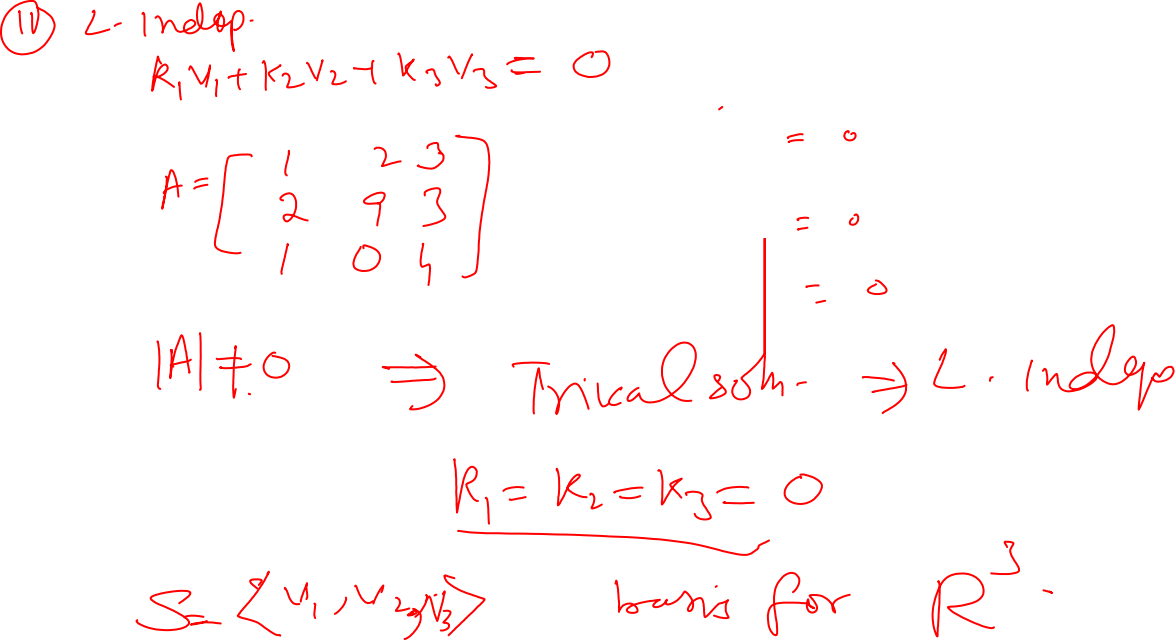 (ii) L. Indep.
K₁V₁ + K₂V₂ + K₃V₃ = 0
= 0
A = [ 1 2 3
2 9 3
= 0
1 0 4 ]
= 0
|A| ≠ 0 ⇒ Trivial soln. ⇒ L. indep
K₁ = K₂ = K₃ = 0
S = {V₁, V₂, V₃} basis for R³.